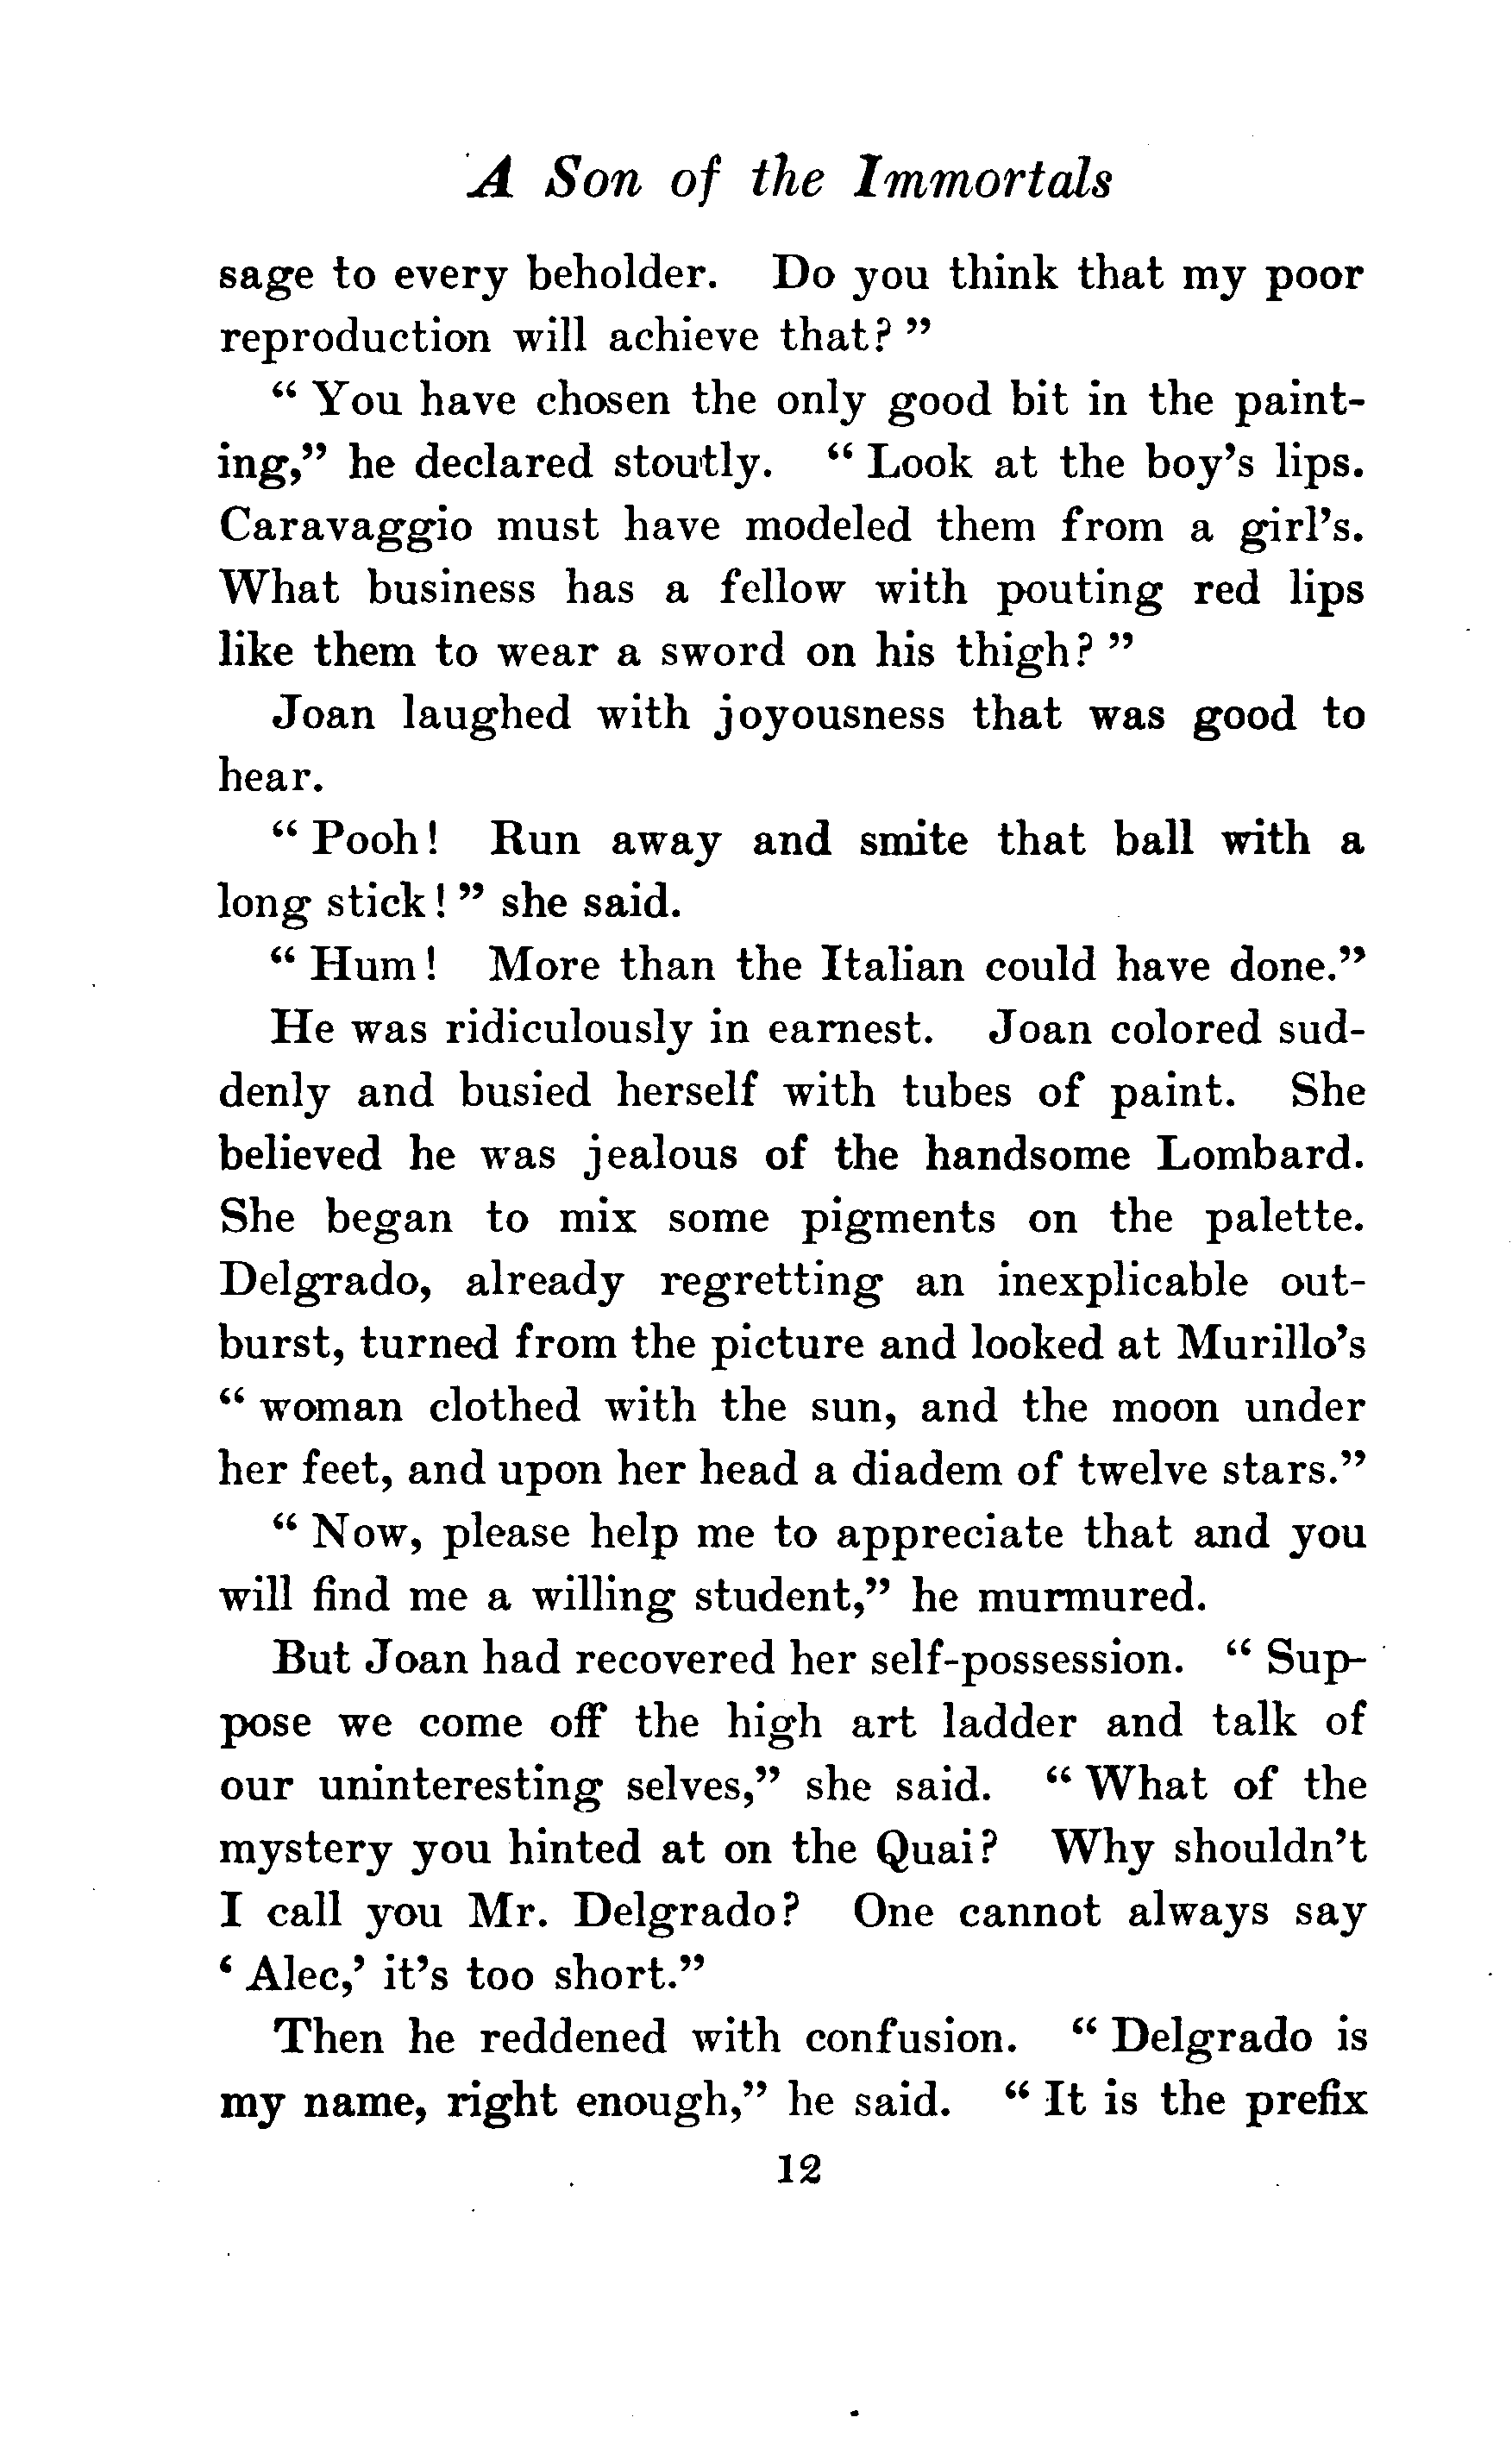 A Son of the Immortals
sage to every beholder. Do you think that my poor
reproduction will achieve that? "
" You have chosen the only good bit in the paint-
ing," he declared stoutly. " Look at the boy's lips.
Caravaggio must have modeled them from a girl's.
What business has a fellow with pouting red lips
like them to wear a sword on his thigh? "
Joan laughed with joyousness that was good to
hear.
" Pooh! Run away and smite that ball with a
long stick! " she said.
" Hum! More than the Italian could have done."
He was ridiculously in earnest. Joan colored sud-
denly and busied herself with tubes of paint. She
believed he was jealous of the handsome Lombard.
She began to mix some pigments on the palette.
Delgrado, already regretting an inexplicable out-
burst, turned from the picture and looked at Murillo's
" woman clothed with the sun, and the moon under
her feet, and upon her head a diadem of twelve stars."
" Now, please help me to appreciate that and you
will find me a willing student," he murmured.
But Joan had recovered her self-possession. " Sup-
pose we come off the high art ladder and talk of
our uninteresting selves," she said. " What of the
mystery you hinted at on the Quai? Why shouldn't
I call you Mr. Delgrado? One cannot always say
' Alec,' it's too short."
Then he reddened with confusion. " Delgrado is
my name, right enough," he said. " It is the prefix
12